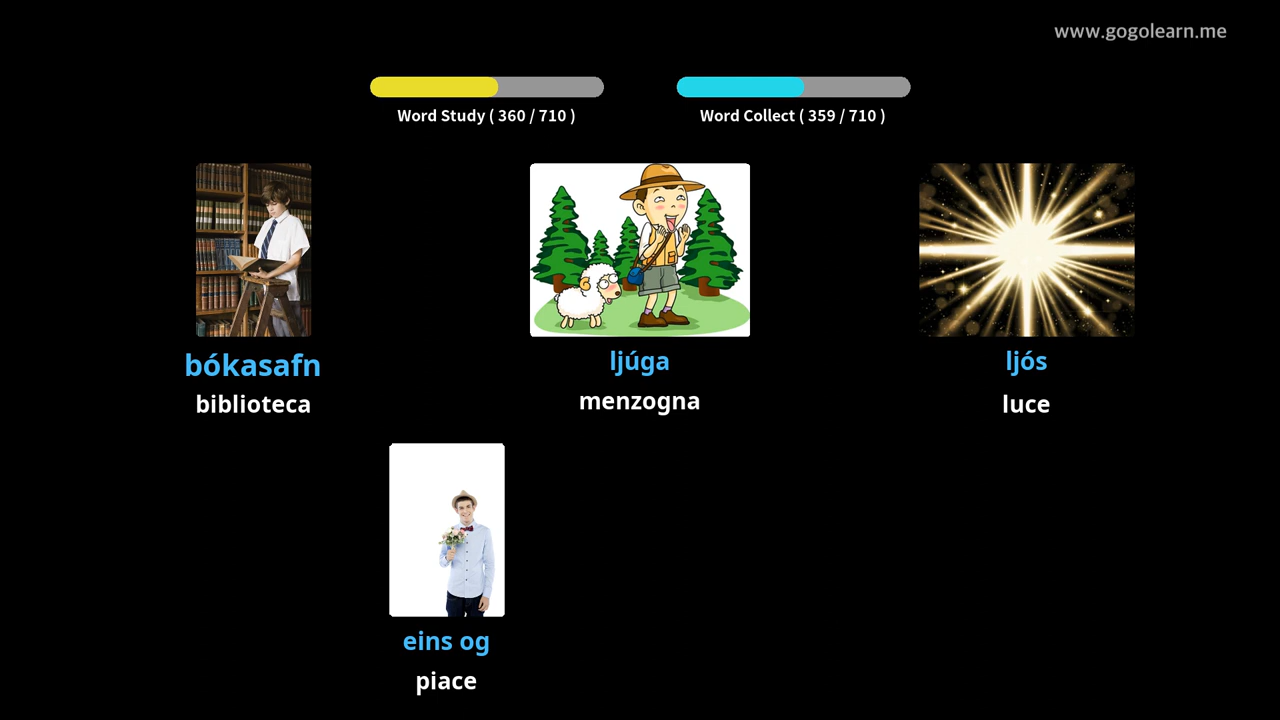 www.gogolearn.me
Word Study ( 360 / 710 )
Word Collect ( 359 / 710 )
bókasafn
biblioteca
ljúga
menzogna
ljós
luce
eins og
piace